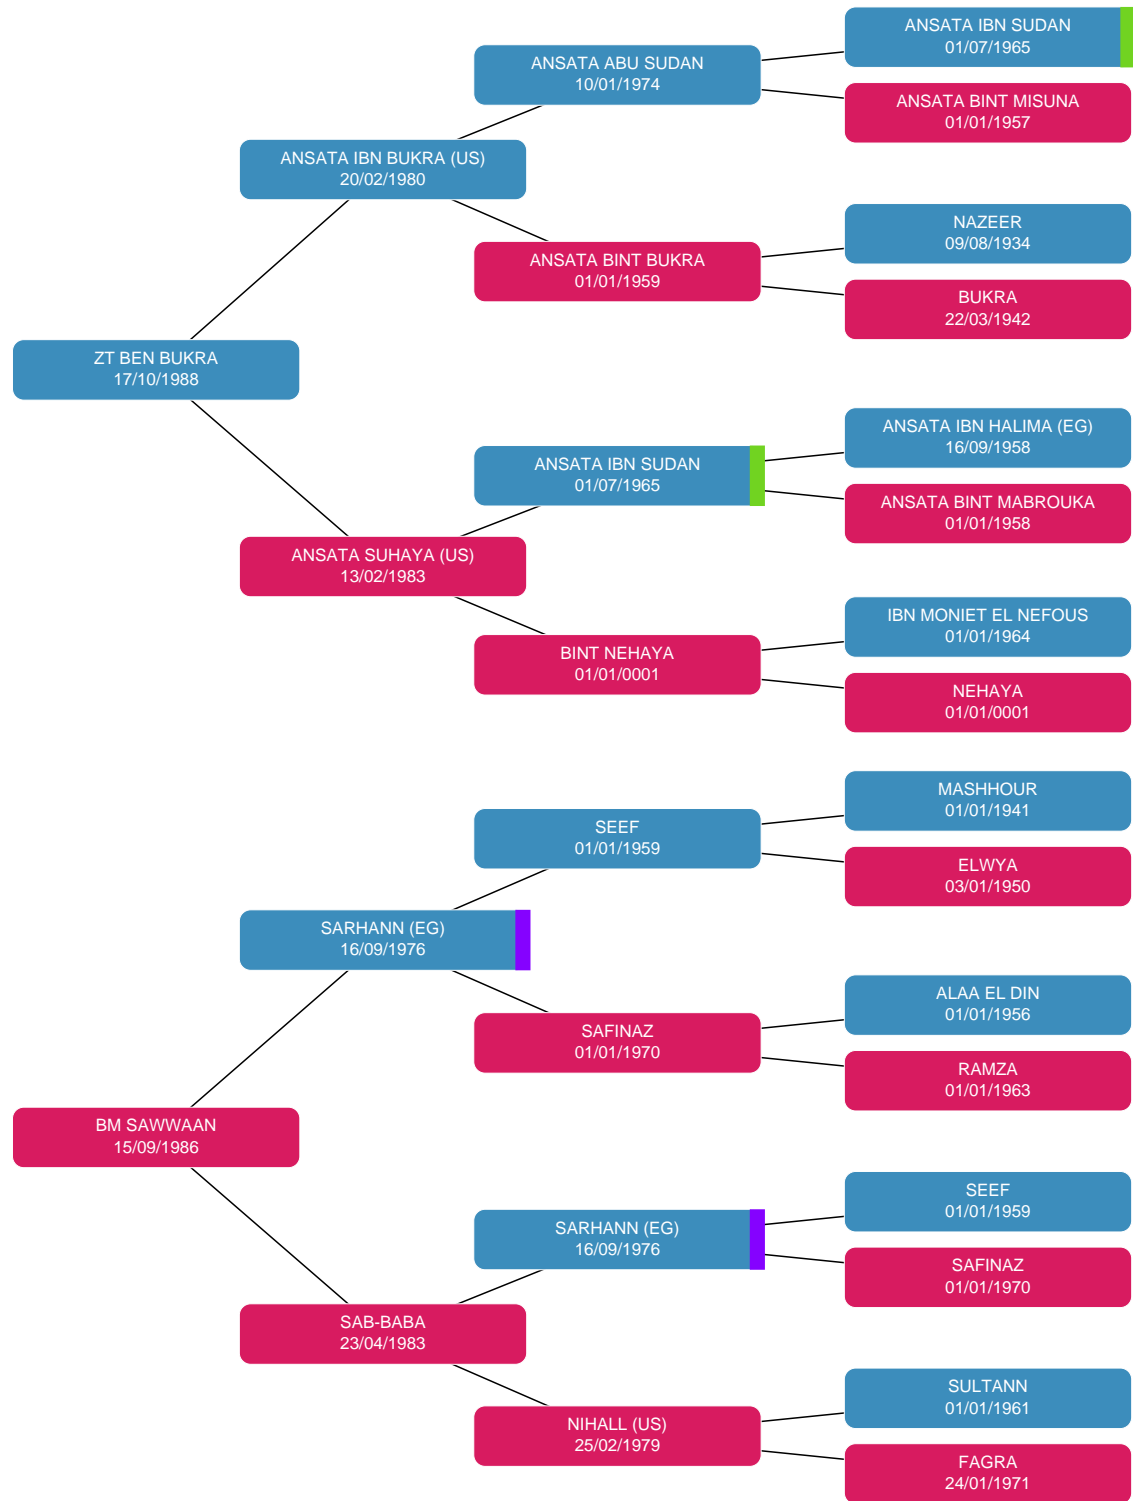 ANSATA IBN SUDAN
01/07/1965
ANSATA ABU SUDAN
10/01/1974
ANSATA BINT MISUNA
01/01/1957
ANSATA IBN BUKRA (US)
20/02/1980
NAZEER
09/08/1934
ANSATA BINT BUKRA
01/01/1959
BUKRA
22/03/1942
ZT BEN BUKRA
17/10/1988
ANSATA IBN HALIMA (EG)
16/09/1958
ANSATA IBN SUDAN
01/07/1965
ANSATA BINT MABROUKA
01/01/1958
ANSATA SUHAYA (US)
13/02/1983
IBN MONIET EL NEFOUS
01/01/1964
BINT NEHAYA
01/01/0001
NEHAYA
01/01/0001
MASHHOUR
01/01/1941
SEEF
01/01/1959
ELWYA
03/01/1950
SARHANN (EG)
16/09/1976
ALAA EL DIN
01/01/1956
SAFINAZ
01/01/1970
RAMZA
01/01/1963
BM SAWWAAN
15/09/1986
SEEF
01/01/1959
SARHANN (EG)
16/09/1976
SAFINAZ
01/01/1970
SAB-BABA
23/04/1983
SULTANN
01/01/1961
NIHALL (US)
25/02/1979
FAGRA
24/01/1971